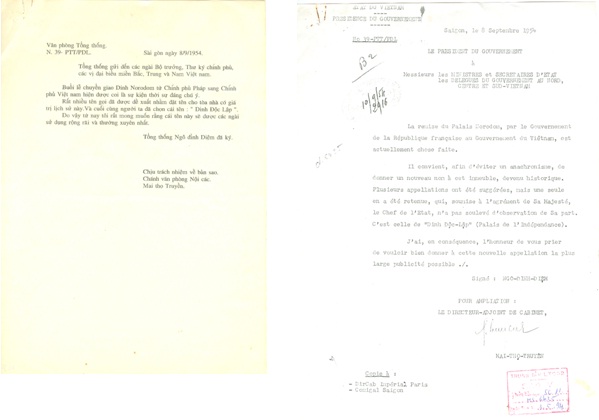 Văn phòng Tổng thống.
N. 39- PTT/PDL.
Sài gòn ngày 8/9/1954.
Tổng thống gửi đến các ngài Bộ trưởng, Thư ký chính phủ,
các vị đại biểu miền Bắc, Trung và Nam Việt nam.
Buổi lễ chuyển giao Dinh Norodom từ Chính phủ Pháp sang Chính
phủ Việt Nam hiện được coi là sự kiện thời sự đáng chú ý.
Rất nhiều tên gọi đã được đề xuất nhằm đặt tên cho tòa nhà có giá
trị lịch sử này. Và cuối cùng người ta đã chọn cái tên : " Dinh Độc Lập ".
Do vậy từ nay tôi rất mong muốn rằng cái tên này sẽ được các ngài
sử dụng rộng rãi và thường xuyên nhất.
Tổng thống Ngô đình Diệm đã ký.
Chịu trách nhiệm về bản sao.
Chánh văn phòng Nội các.
Mai thọ Truyền.
ETAT DU VIETNAM
PRESIDENCE DU GOUVERNEMENT
Saigon, le 8 Septembre 1954
No 39-PTT/PDL
LE PRESIDENT DU GOUVERNEMENT
à
Messieurs les MINISTRES et SECRETAIRES D'ETAT
les DELEGUES DU GOUVERNEMENT AU NORD,
CENTRE ET SUD-VIETNAM
B2
La remise du Palais Norodom, par le Gouvernement
de la République française au Gouvernement du Vietnam, est
actuellement chose faite.
Il convient, afin d'éviter un anachronisme, de
donner un nouveau nom à cet immeuble, devenu historique.
Plusieurs appellations ont été suggérées, mais une seule
en a été retenue, qui, soumise à l'agrément de Sa Majesté,
le Chef de l'Etat, n'a pas soulevé d'observation de Sa part.
C'est celle de "Dinh Độc-Lập" (Palais de l'Indépendance).
J'ai, en conséquence, l'honneur de vous prier
de vouloir bien donner à cette nouvelle appellation la plus
large publicité possible ./.
Signé : NGO-DINH-DIEM
POUR AMPLIATION :
LE DIRECTEUR-ADJOINT DE CABINET,
MAI-THO-TRUYEN
Copie à :
- DirCab Impérial Paris